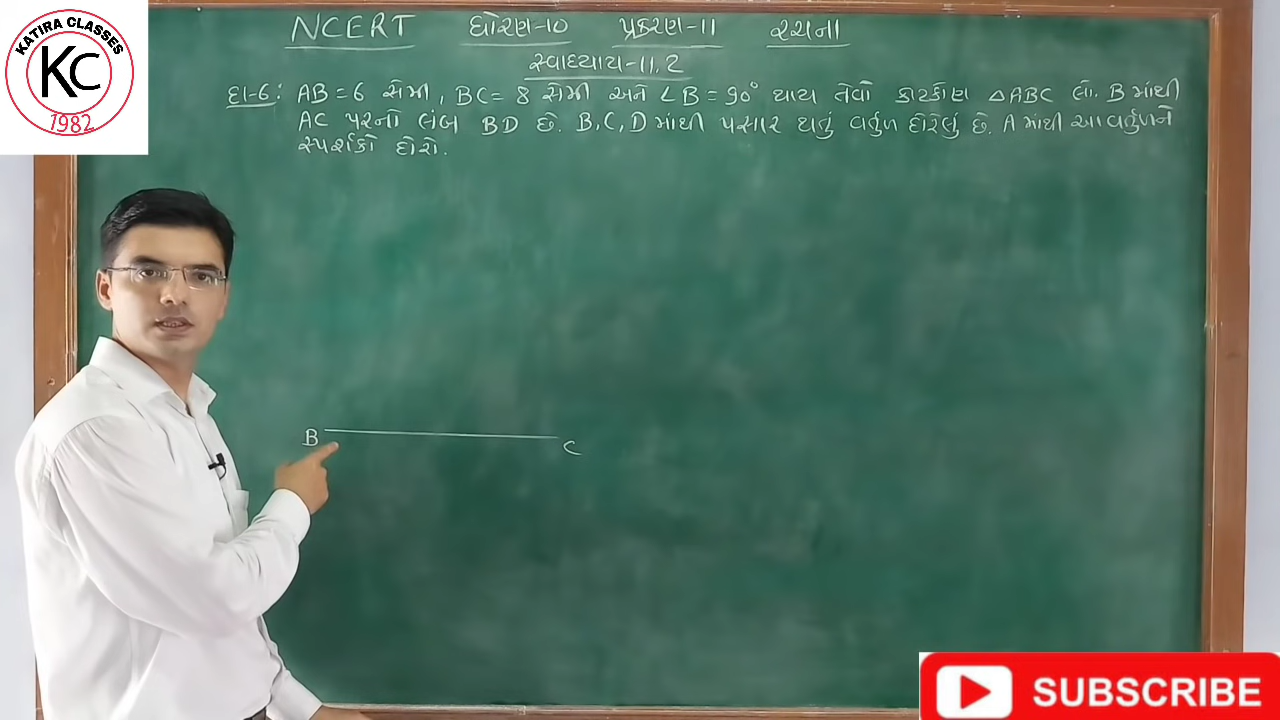 KATIRA CLASSES
KC
1982
NCERT ધોરણ-૧૦ પ્રકરણ-11 રચના
સ્વાધ્યાય-11.2
દા-6: AB = 6 સેમી, BC = 8 સેમી અને ∠B = 90° થાય તેવો કાટકોણ △ABC લો. B માંથી
AC પરનો લંબ BD છે. B, C, D માંથી પસાર થતું વર્તુળ દોરેલું છે. A માંથી આ વર્તુળને
સ્પર્શકો દોરો.
B
C
SUBSCRIBE